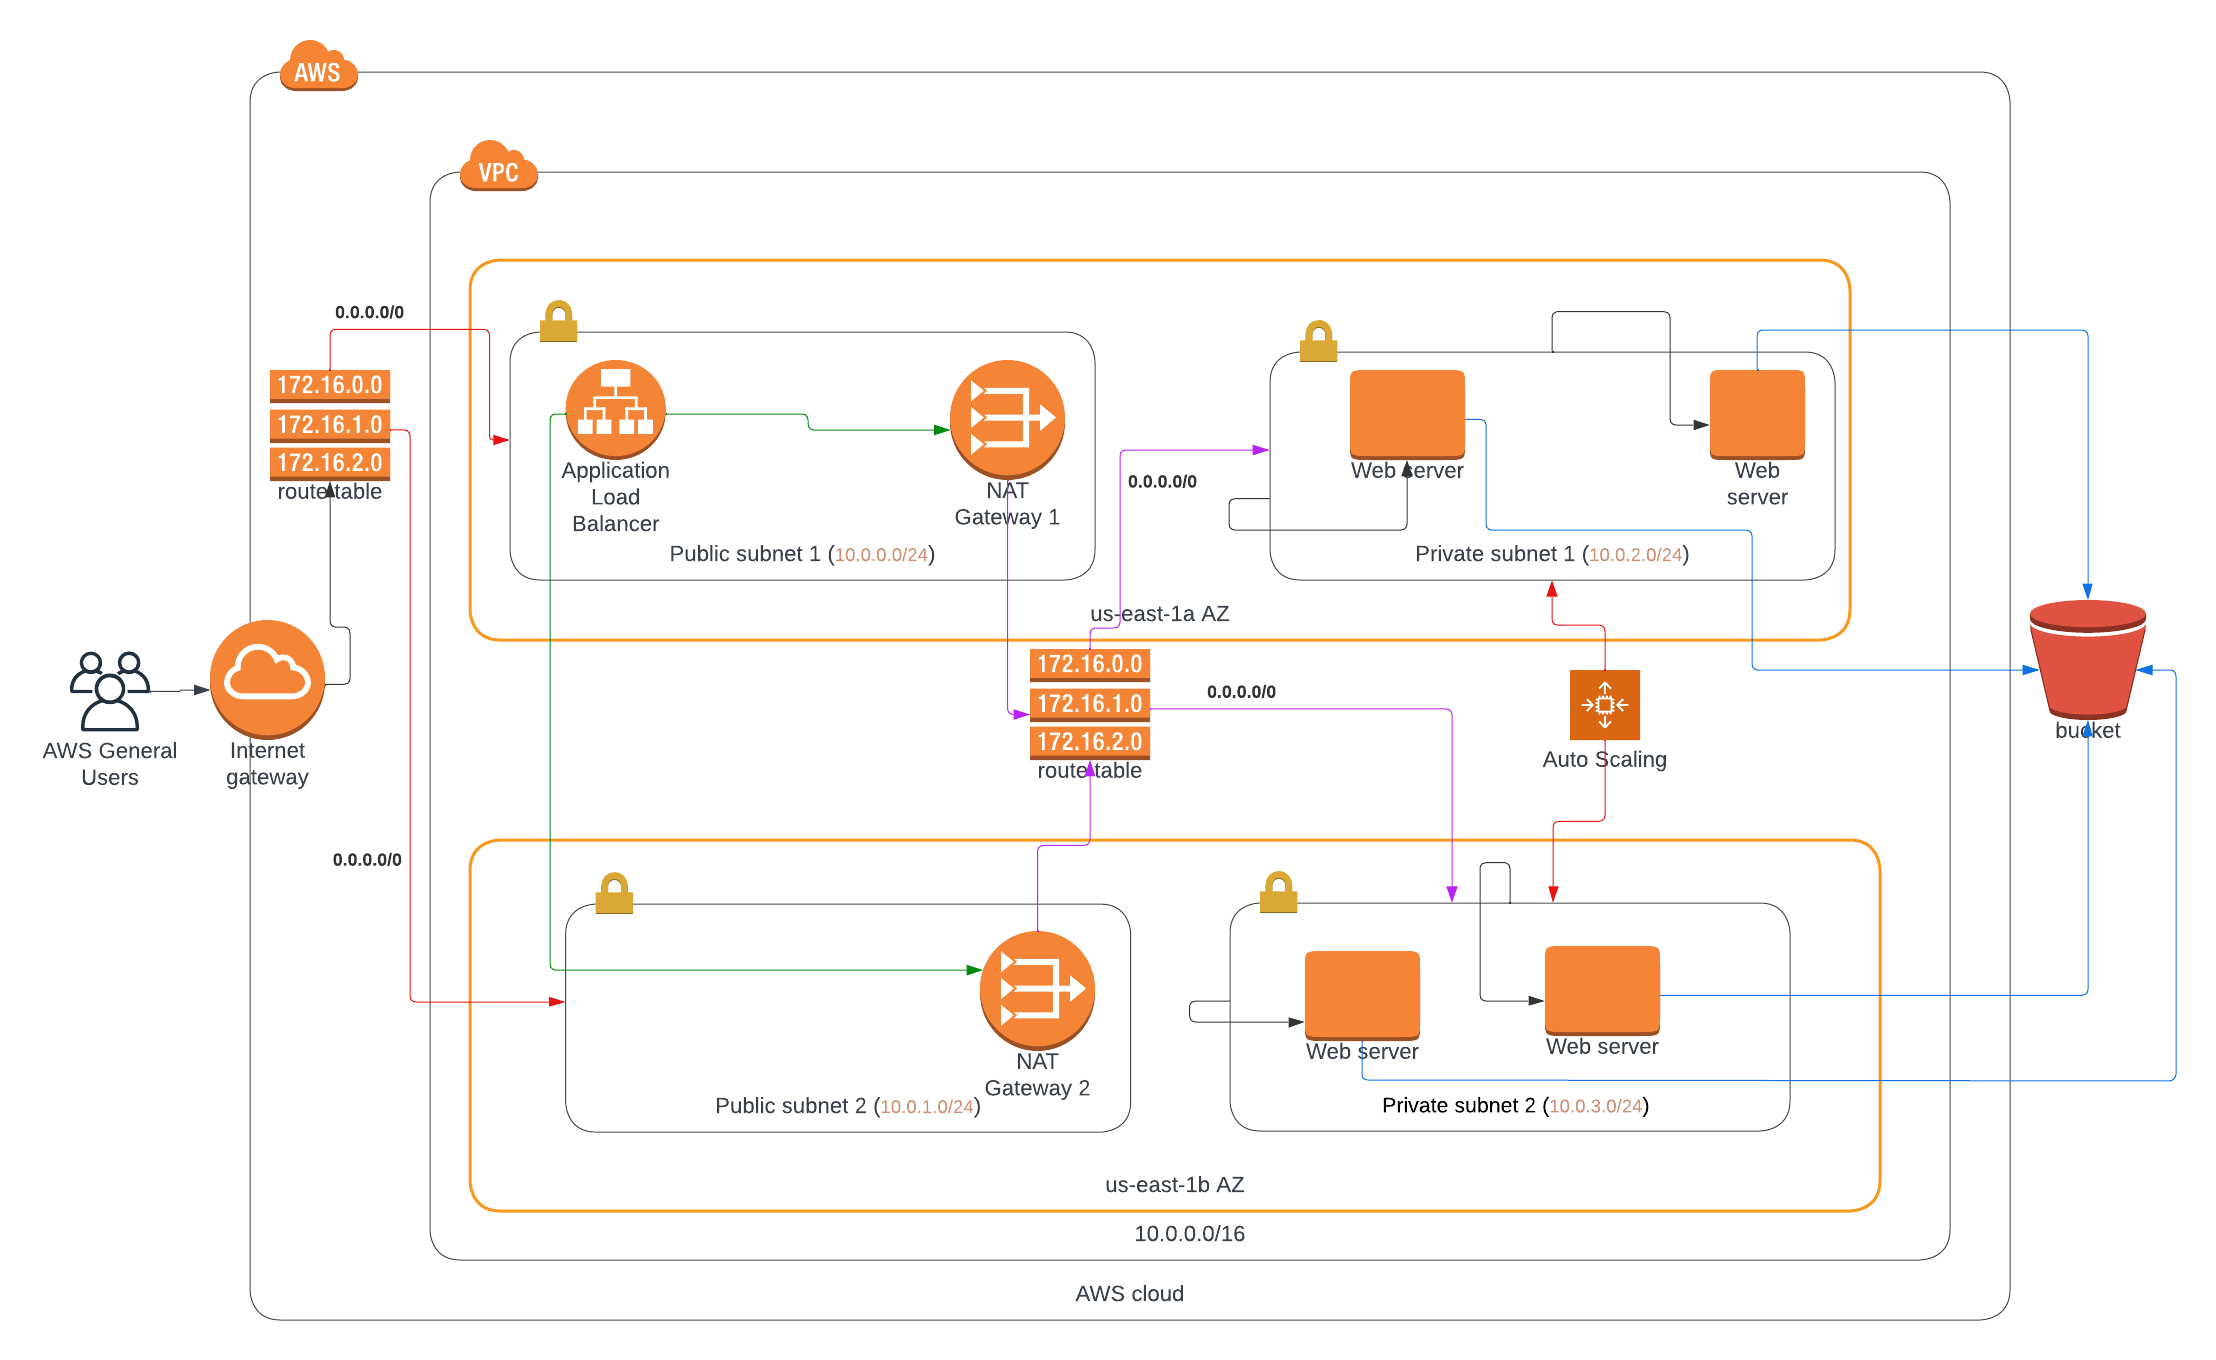 AWS
VPC
0.0.0.0/0
172.16.0.0
172.16.1.0
172.16.2.0
route table
Application
Load
Balancer
NAT
Gateway 1
Public subnet 1 (10.0.0.0/24)
0.0.0.0/0
Web server
Web
server
Private subnet 1 (10.0.2.0/24)
us-east-1a AZ
AWS General
Users
Internet
gateway
172.16.0.0
172.16.1.0
172.16.2.0
route table
0.0.0.0/0
Auto Scaling
bucket
0.0.0.0/0
NAT
Gateway 2
Public subnet 2 (10.0.1.0/24)
Web server
Web server
Private subnet 2 (10.0.3.0/24)
us-east-1b AZ
10.0.0.0/16
AWS cloud